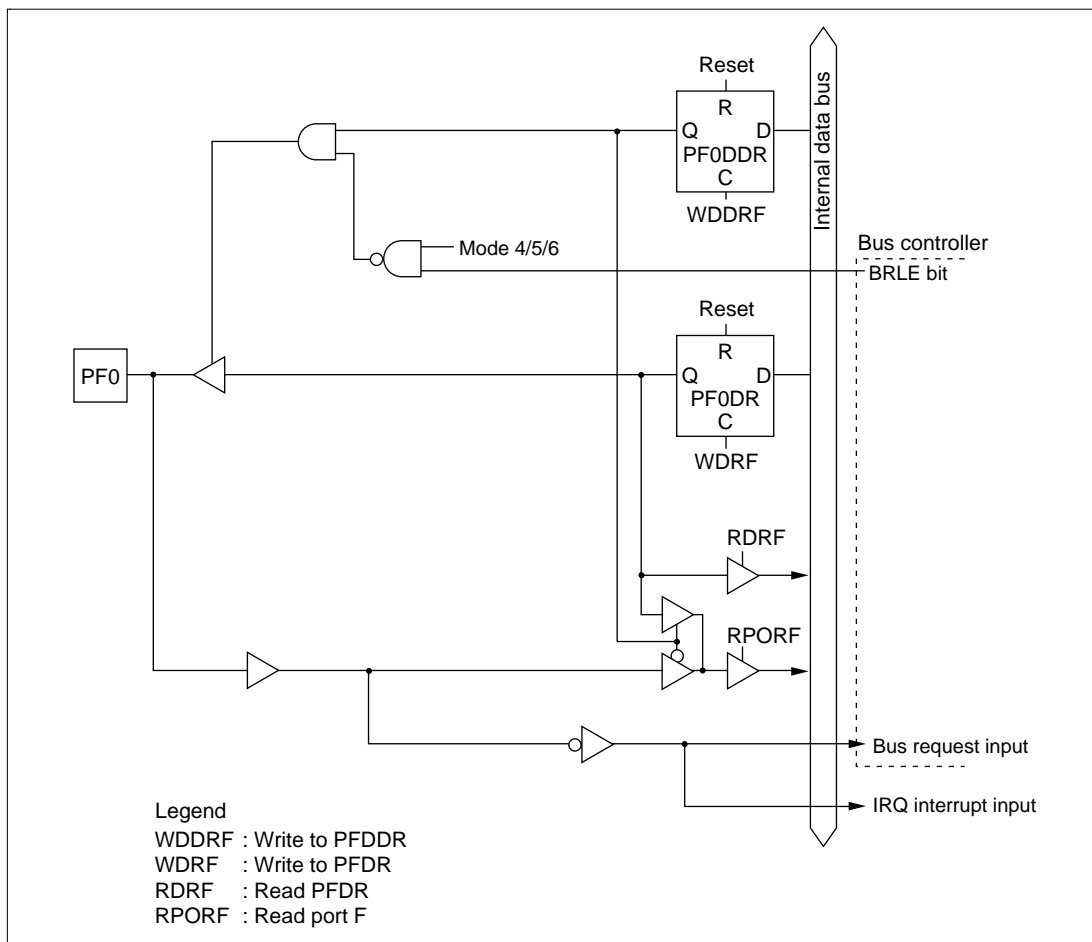 Reset
R
Q D
PF0DDR
C
WDDRF
Internal data bus
Mode 4/5/6
Bus controller
BRLE bit
Reset
R
PF0
Q D
PF0DR
C
WDRF
RDRF
RPORF
Bus request input
IRQ interrupt input
Legend
WDDRF : Write to PFDDR
WDRF : Write to PFDR
RDRF : Read PFDR
RPORF : Read port F